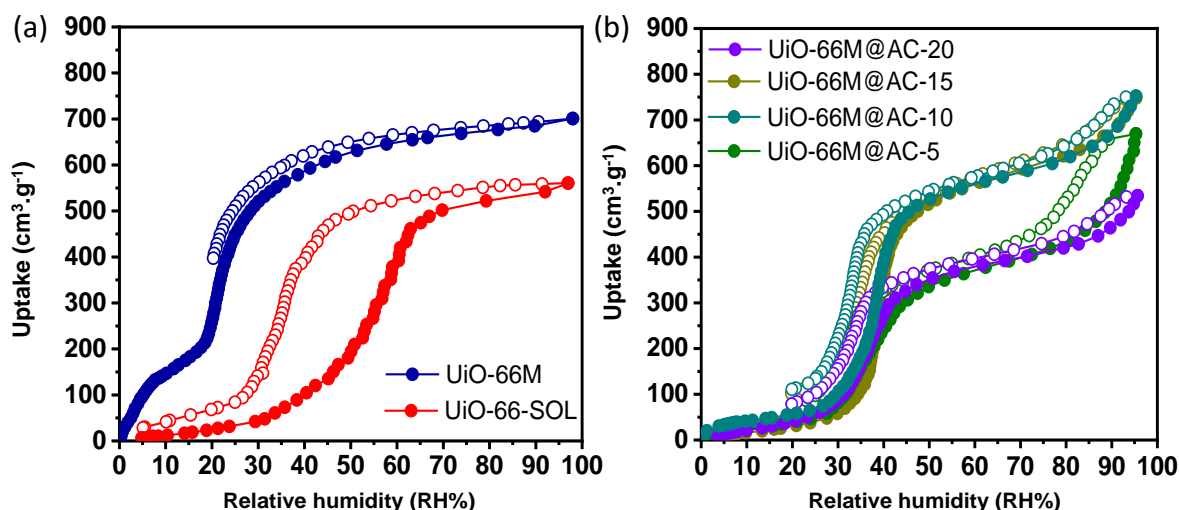 (a)
Uptake (cm³.g⁻¹)
900
800
700
600
500
400
300
200
100
0
UiO-66M
UiO-66-SOL
0 10 20 30 40 50 60 70 80 90 100
Relative humidity (RH%)
(b)
Uptake (cm³.g⁻¹)
900
800
700
600
500
400
300
200
100
0
UiO-66M@AC-20
UiO-66M@AC-15
UiO-66M@AC-10
UiO-66M@AC-5
0 10 20 30 40 50 60 70 80 90 100
Relative humidity (RH%)